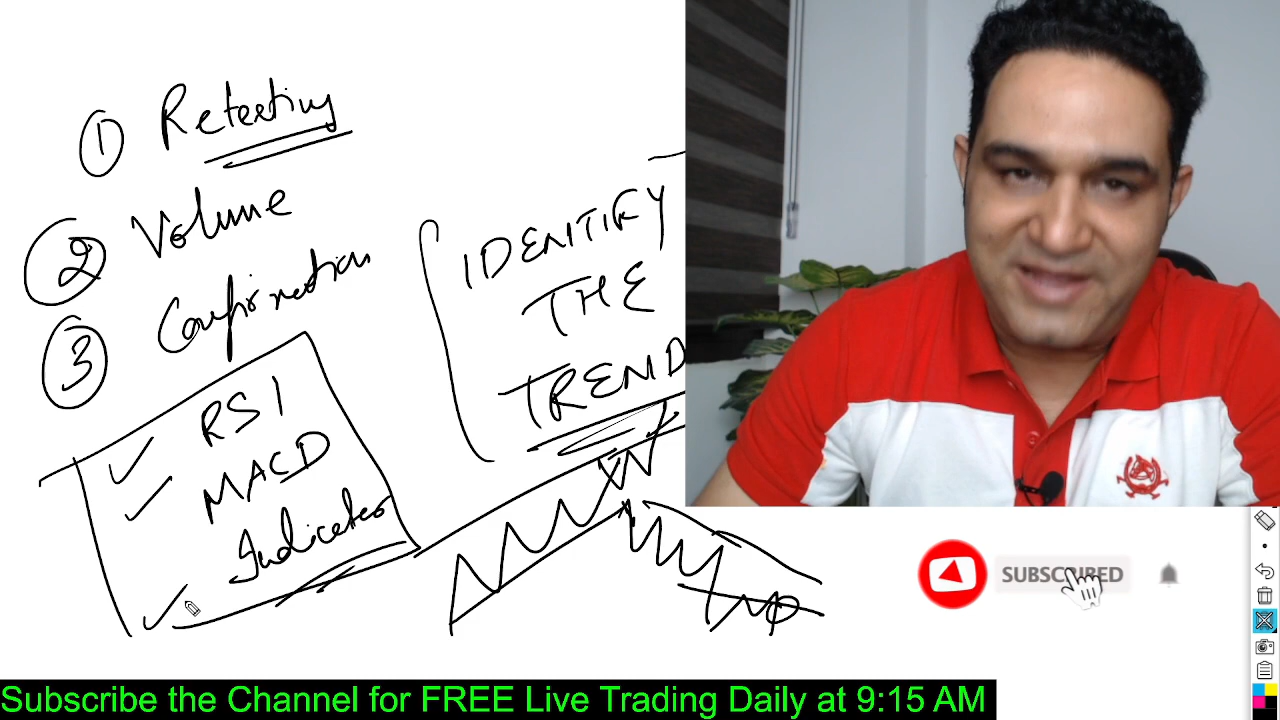 ① Retesting
② Volume
③ Confirmation
RSI
MACD
Indicator
IDENTIFY
THE
TREND
SUBSCRIBED
Subscribe the Channel for FREE Live Trading Daily at 9:15 AM